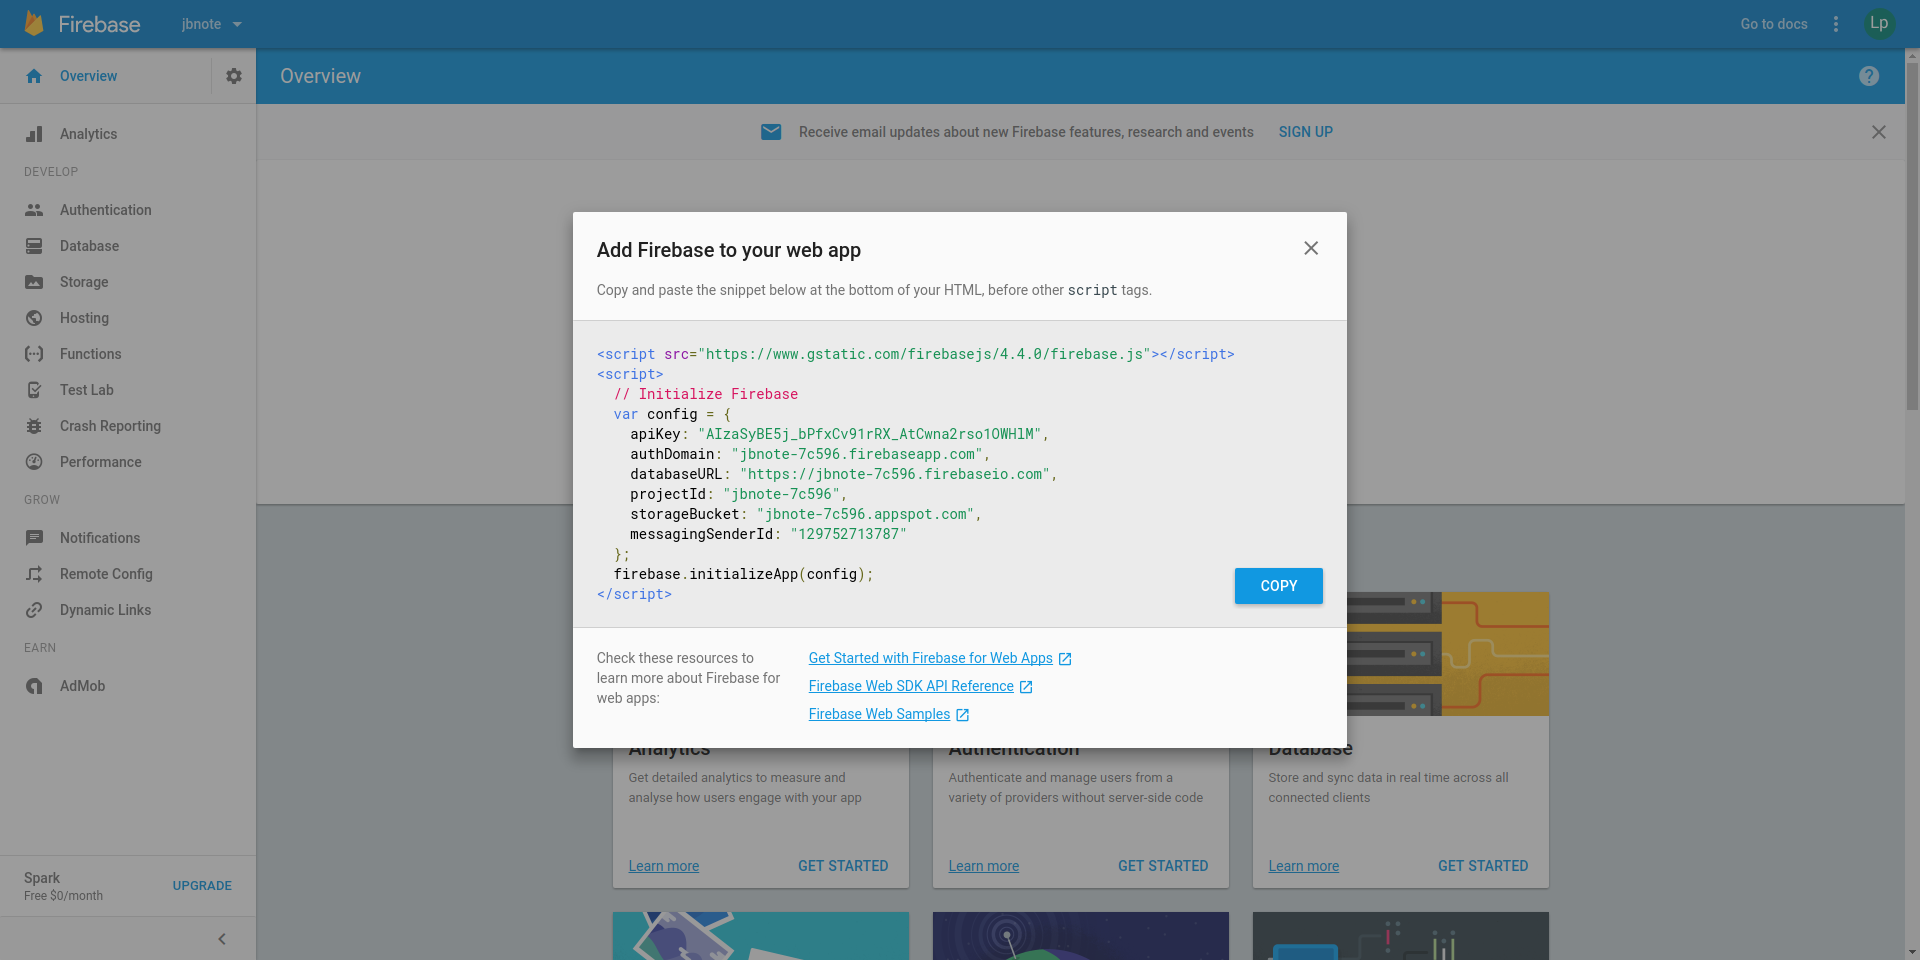 Firebase
jbnote
Go to docs
Lp
Overview
Overview
Analytics
DEVELOP
Authentication
Database
Storage
Hosting
Functions
Test Lab
Crash Reporting
Performance
GROW
Notifications
Remote Config
Dynamic Links
EARN
AdMob
Spark
Free $0/month
UPGRADE
Receive email updates about new Firebase features, research and events SIGN UP
Add Firebase to your web app
Copy and paste the snippet below at the bottom of your HTML, before other script tags.
<script src="https://www.gstatic.com/firebasejs/4.4.0/firebase.js"></script>
<script>
// Initialize Firebase
var config = {
apiKey: "AIzaSyBE5j_bPfxCv91rRX_AtCwna2rso1OWHlM",
authDomain: "jbnote-7c596.firebaseapp.com",
databaseURL: "https://jbnote-7c596.firebaseio.com",
projectId: "jbnote-7c596",
storageBucket: "jbnote-7c596.appspot.com",
messagingSenderId: "129752713787"
};
firebase.initializeApp(config);
</script>
COPY
Check these resources to
learn more about Firebase for
web apps:
Get Started with Firebase for Web Apps
Firebase Web SDK API Reference
Firebase Web Samples
Analytics
Get detailed analytics to measure and
analyse how users engage with your app
Learn more
GET STARTED
Authentication
Authenticate and manage users from a
variety of providers without server-side code
Learn more
GET STARTED
Database
Store and sync data in real time across all
connected clients
Learn more
GET STARTED